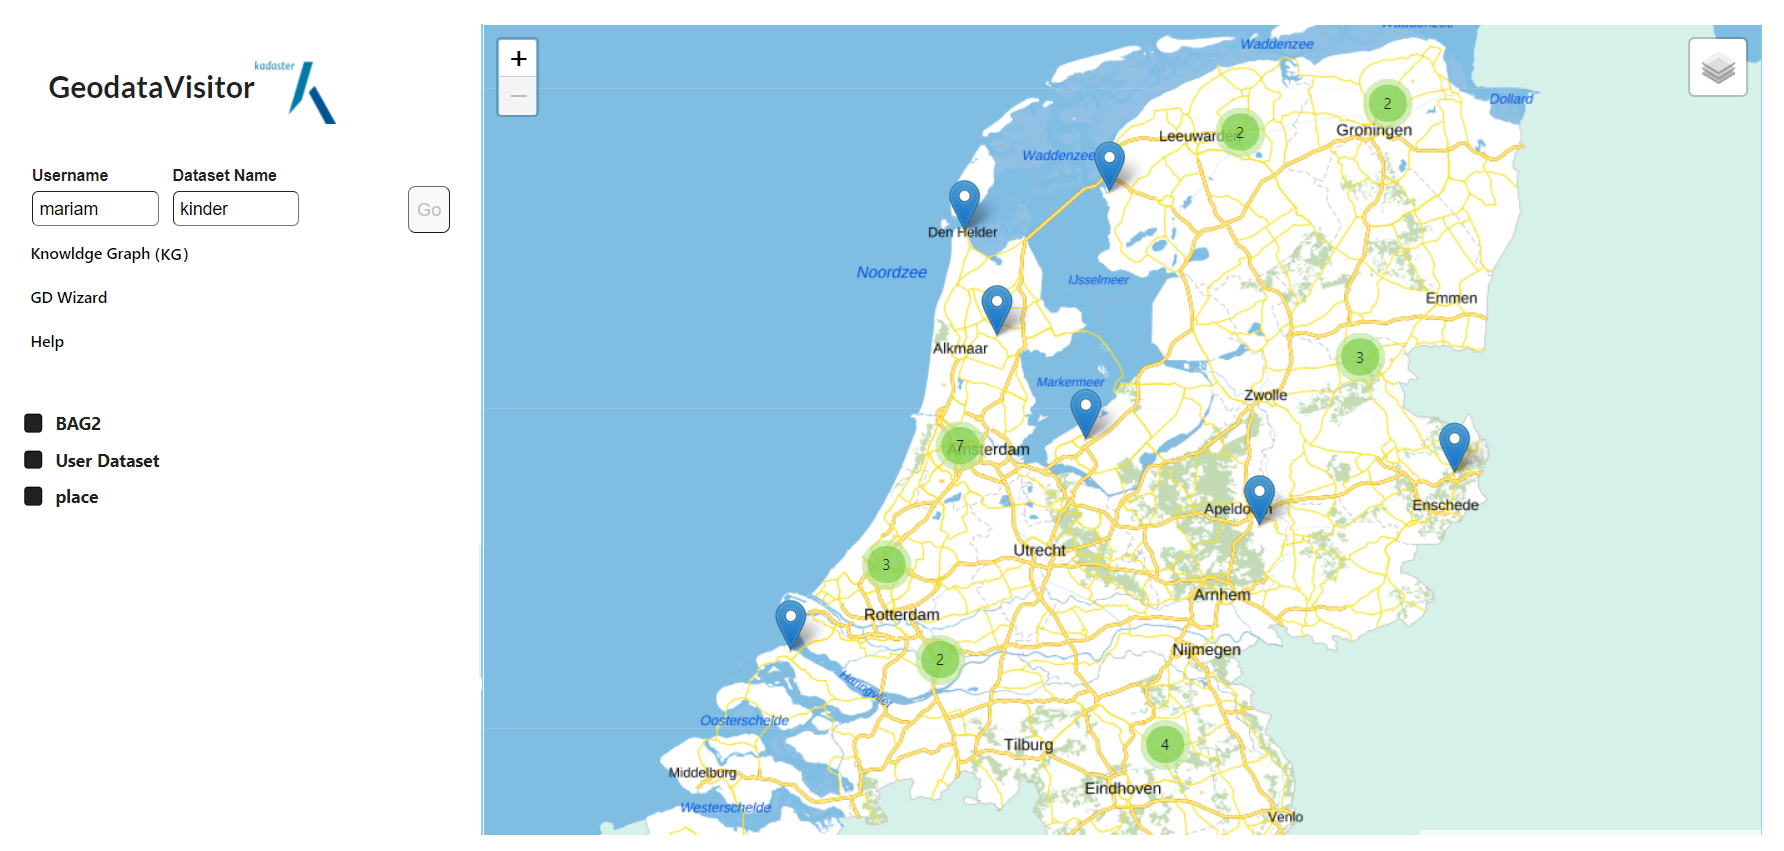 GeodataVisitor
kadaster
Username
Dataset Name
mariam
kinder
Go
Knowldge Graph (KG)
GD Wizard
Help
BAG2
User Dataset
place
+
−
Waddenzee
Waddenzee
Dollard
2
Groningen
Leeuwarden
2
Waddenzee
Den Helder
Noordzee
IJsselmeer
Emmen
Alkmaar
3
Markermeer
Zwolle
7
Amsterdam
Apeldoorn
Enschede
Utrecht
3
Arnhem
Rotterdam
Nijmegen
2
Haringvliet
Oosterschelde
Tilburg
4
Middelburg
Eindhoven
Westerschelde
Venlo